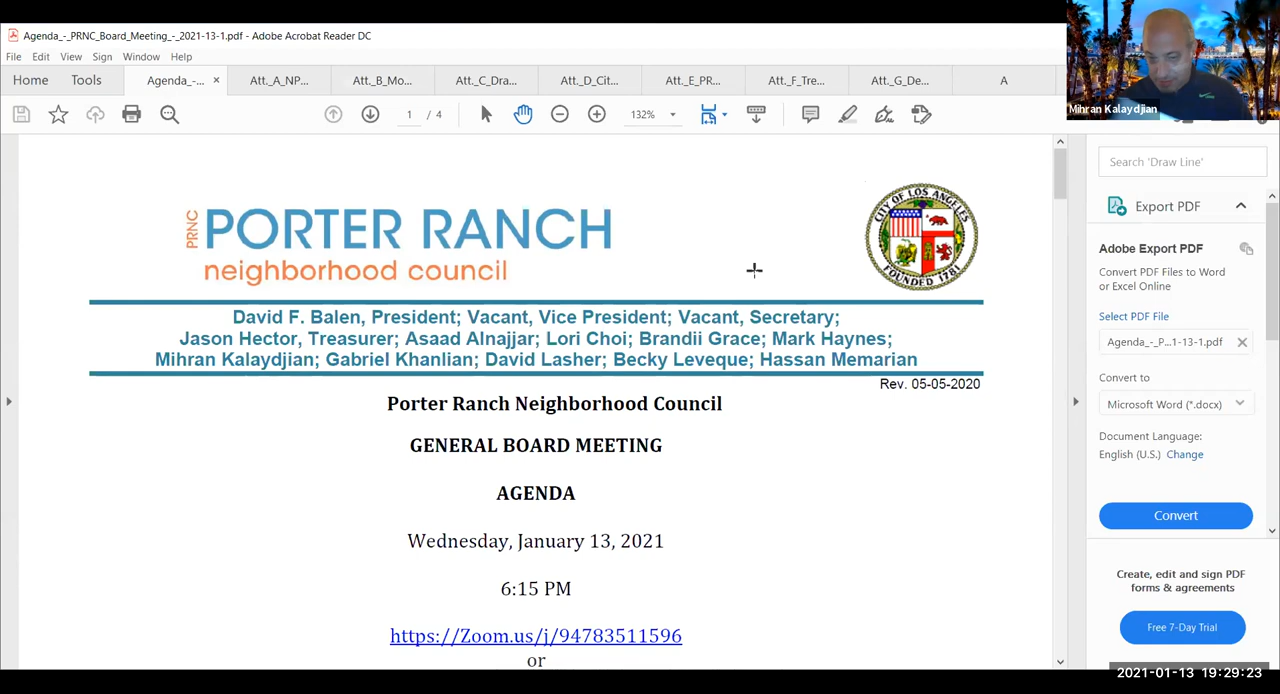 Agenda_-_PRNC_Board_Meeting_-_2021-13-1.pdf - Adobe Acrobat Reader DC
File Edit View Sign Window Help
Home Tools Agenda_-_... × Att._A_NP... Att._B_Mo... Att._C_Dra... Att._D_Cit... Att._E_PR... Att._F_Tre... Att._G_De... A
Mihran Kalaydjian
1 / 4 132%
Search 'Draw Line'
PRNC PORTER RANCH
neighborhood council
CITY OF LOS ANGELES
FOUNDED 1781
David F. Balen, President; Vacant, Vice President; Vacant, Secretary;
Jason Hector, Treasurer; Asaad Alnajjar; Lori Choi; Brandii Grace; Mark Haynes;
Mihran Kalaydjian; Gabriel Khanlian; David Lasher; Becky Leveque; Hassan Memarian
Rev. 05-05-2020
Porter Ranch Neighborhood Council
GENERAL BOARD MEETING
AGENDA
Wednesday, January 13, 2021
6:15 PM
https://Zoom.us/j/94783511596
or
Export PDF
Adobe Export PDF
Convert PDF Files to Word
or Excel Online
Select PDF File
Agenda_-_P...1-13-1.pdf
Convert to
Microsoft Word (*.docx)
Document Language:
English (U.S.) Change
Convert
Create, edit and sign PDF
forms & agreements
Free 7-Day Trial
2021-01-13 19:29:23